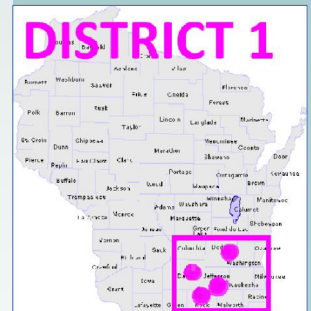 DISTRICT 1
Ashland
Vilas
Burnett Washburn
Sawyer
Florence
Price Oneida
Forest
Polk Barron
Rusk
Lincoln Langlade Marinette
Taylor
St. Croix Chippewa
Menominee
Dunn
Marathon
Oconto
Door
Pierce
Pepin
Eau Claire Clark
Shawano
Buffalo
Portage
Outagamie
Kewaunee
Wood
Waupaca
Brown
Jackson
Trempealeau
Waushara
Winnebago
Manitowoc
Adams
Calumet
La Crosse
Monroe
Marquette
Sheboygan
Juneau
Green Lake Fond du Lac
Vernon
Columbia
Sauk
Richland
Washington
Crawford
Jefferson
Iowa
Waukesha
Grant
Racine
Lafayette Green
Walworth